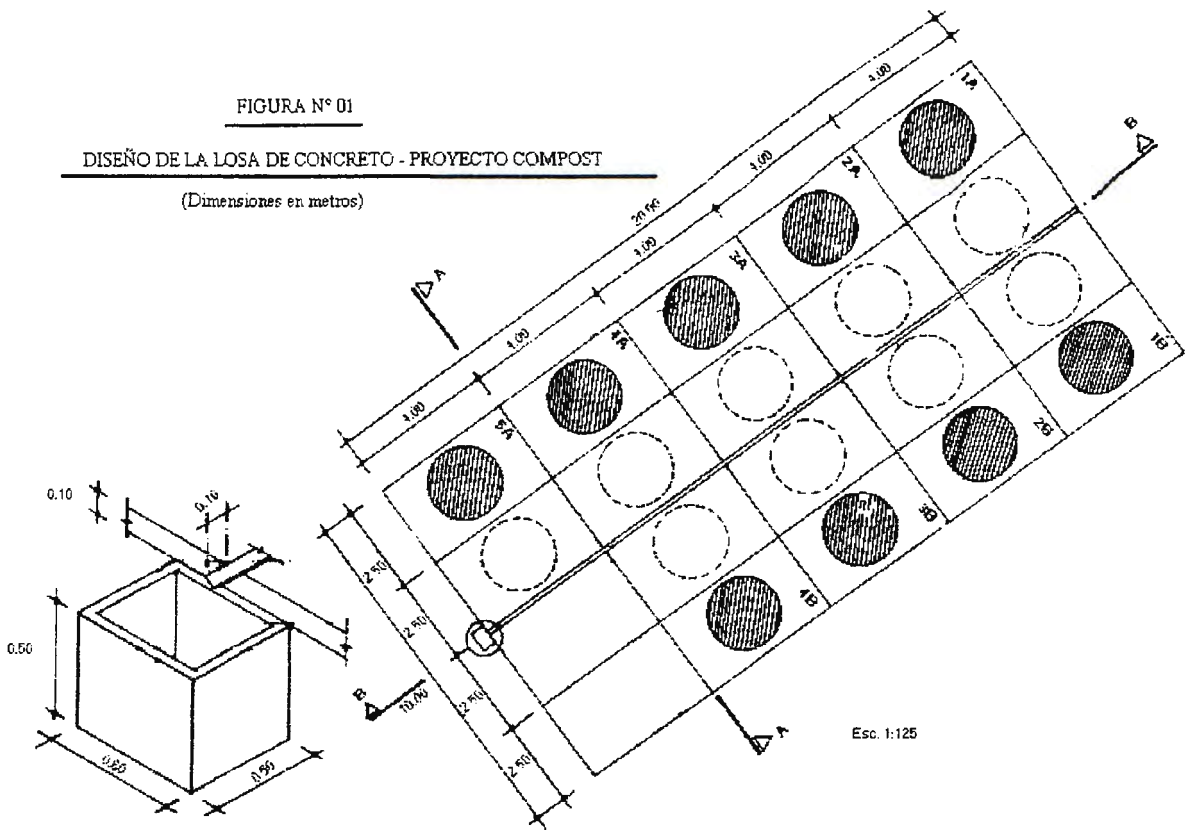 FIGURA N° 01
DISEÑO DE LA LOSA DE CONCRETO - PROYECTO COMPOST
(Dimensiones en metros)
20.00
4.00
4.00
4.00
4.00
4.00
1A
2A
3A
4A
5A
1B
2B
3B
4B
A
A
B
B
2.50
2.50
2.50
2.50
10.00
0.10
0.10
0.50
0.60
0.50
Esc. 1:125